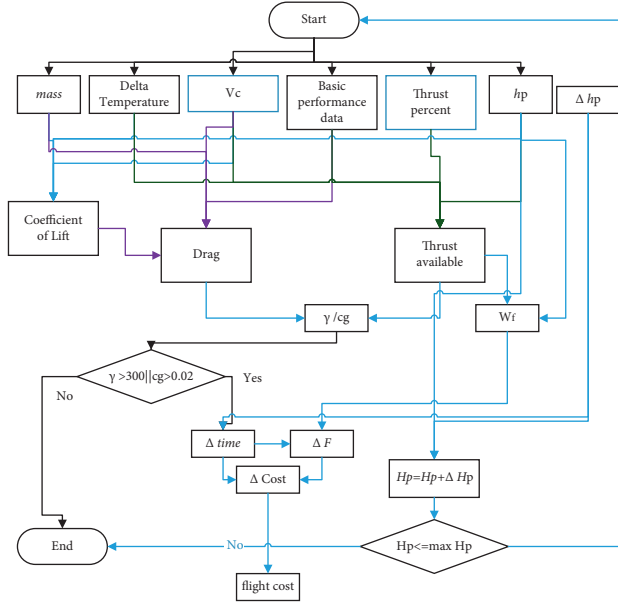 Start
mass
Delta
Temperature
Vc
Basic
performance
data
Thrust
percent
hp
Δ hp
Coefficient
of Lift
Drag
Thrust
available
γ /cg
Wf
γ >300||cg>0.02
No
Yes
Δ time
Δ F
Δ Cost
Hp=Hp+Δ Hp
End
No
Hp<=max Hp
flight cost